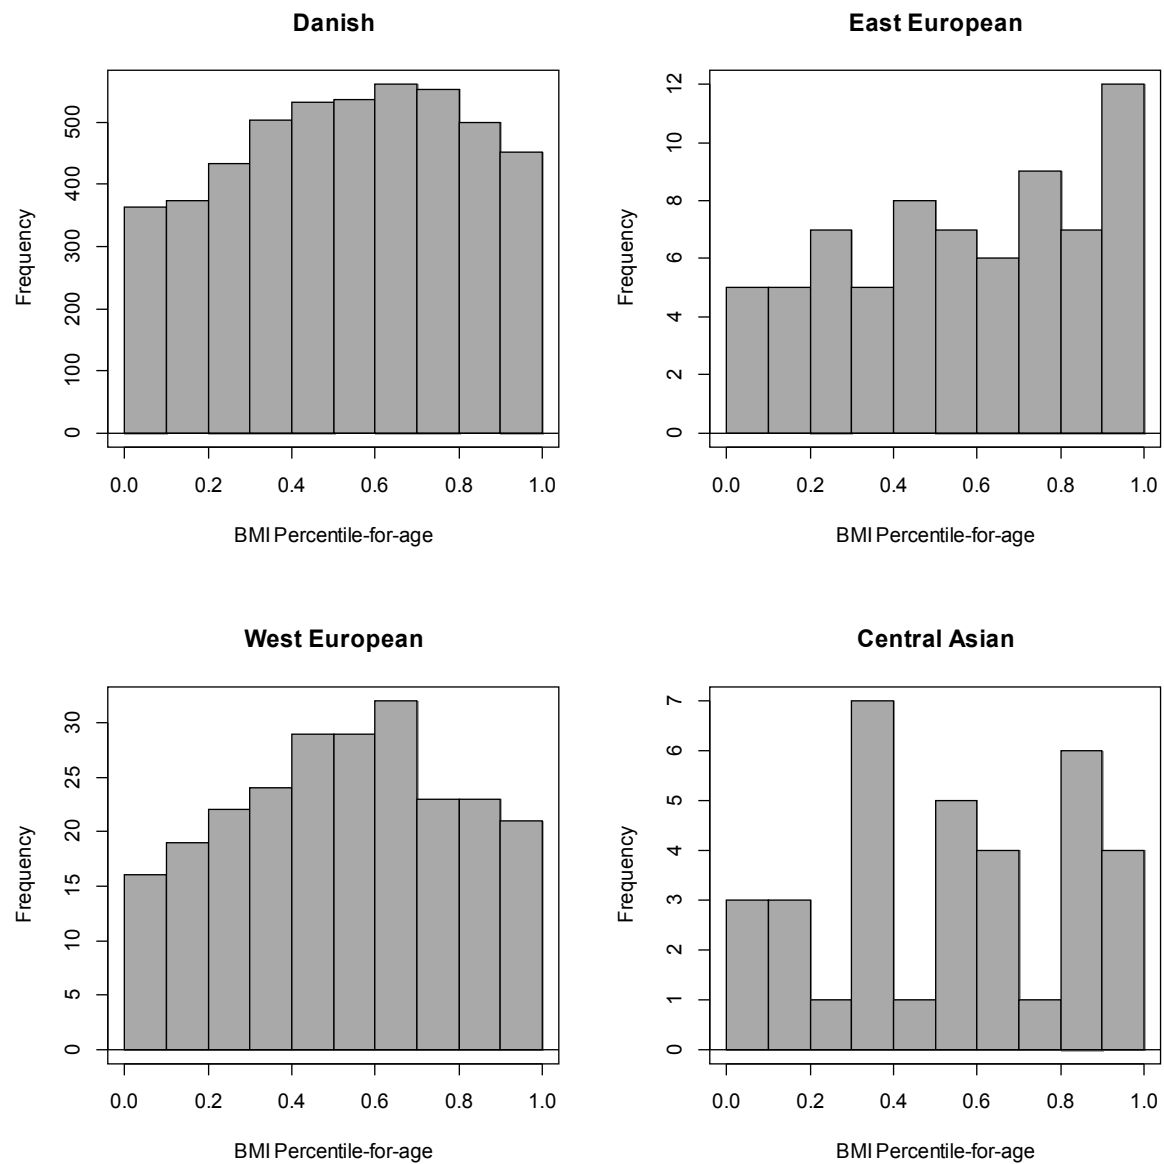 Danish
Frequency
0 100 200 300 400 500
0.0 0.2 0.4 0.6 0.8 1.0
BMI Percentile-for-age
East European
Frequency
0 2 4 6 8 10 12
0.0 0.2 0.4 0.6 0.8 1.0
BMI Percentile-for-age
West European
Frequency
0 5 10 15 20 25 30
0.0 0.2 0.4 0.6 0.8 1.0
BMI Percentile-for-age
Central Asian
Frequency
0 1 2 3 4 5 6 7
0.0 0.2 0.4 0.6 0.8 1.0
BMI Percentile-for-age